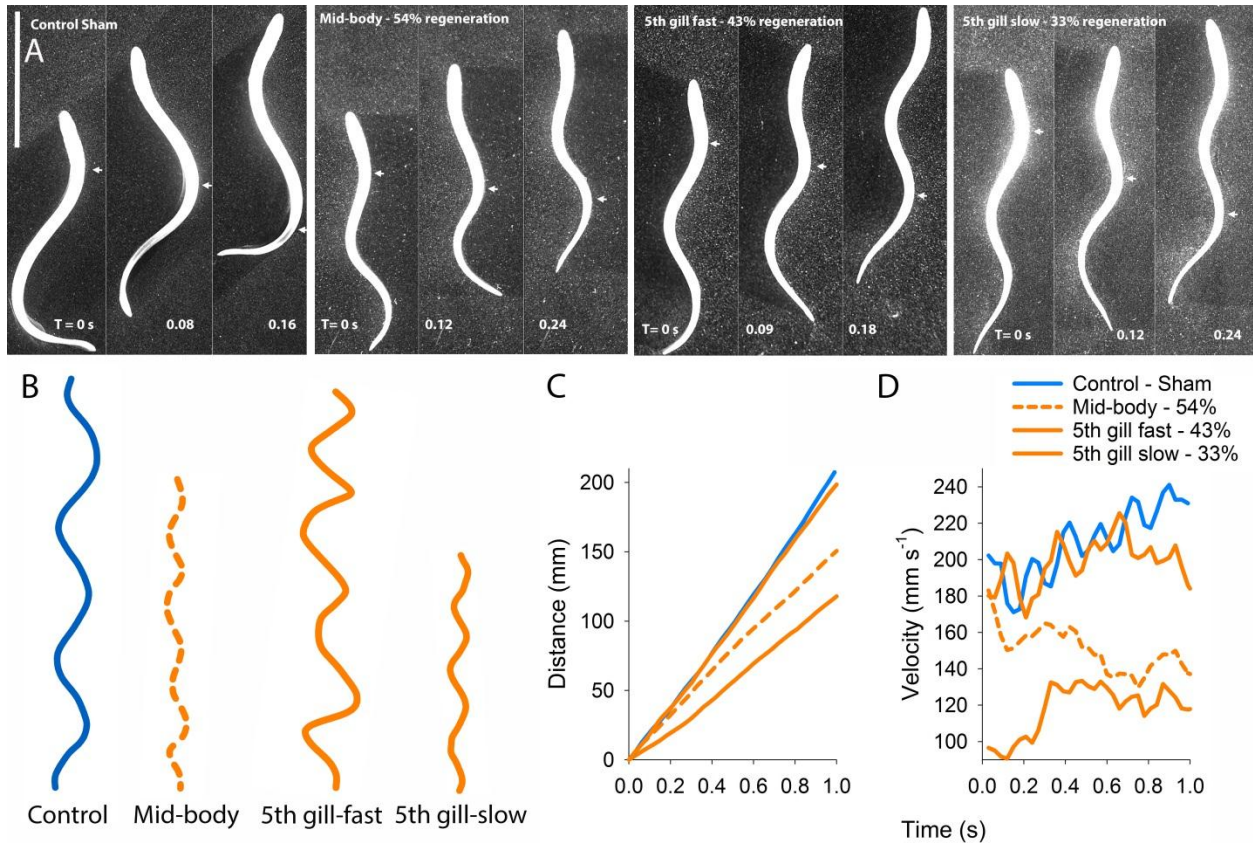 Control Sham
A
T= 0 s
0.08
0.16
Mid-body - 54% regeneration
T= 0 s
0.12
0.24
5th gill fast - 43% regeneration
T= 0 s
0.09
0.18
5th gill slow - 33% regeneration
T= 0 s
0.12
0.24
B
Control
Mid-body
5th gill-fast
5th gill-slow
C
Distance (mm)
200
150
100
50
0
0.0 0.2 0.4 0.6 0.8 1.0
D
Control - Sham
Mid-body - 54%
5th gill fast - 43%
5th gill slow - 33%
Velocity (mm s⁻¹)
240
220
200
180
160
140
120
100
0.0 0.2 0.4 0.6 0.8 1.0
Time (s)